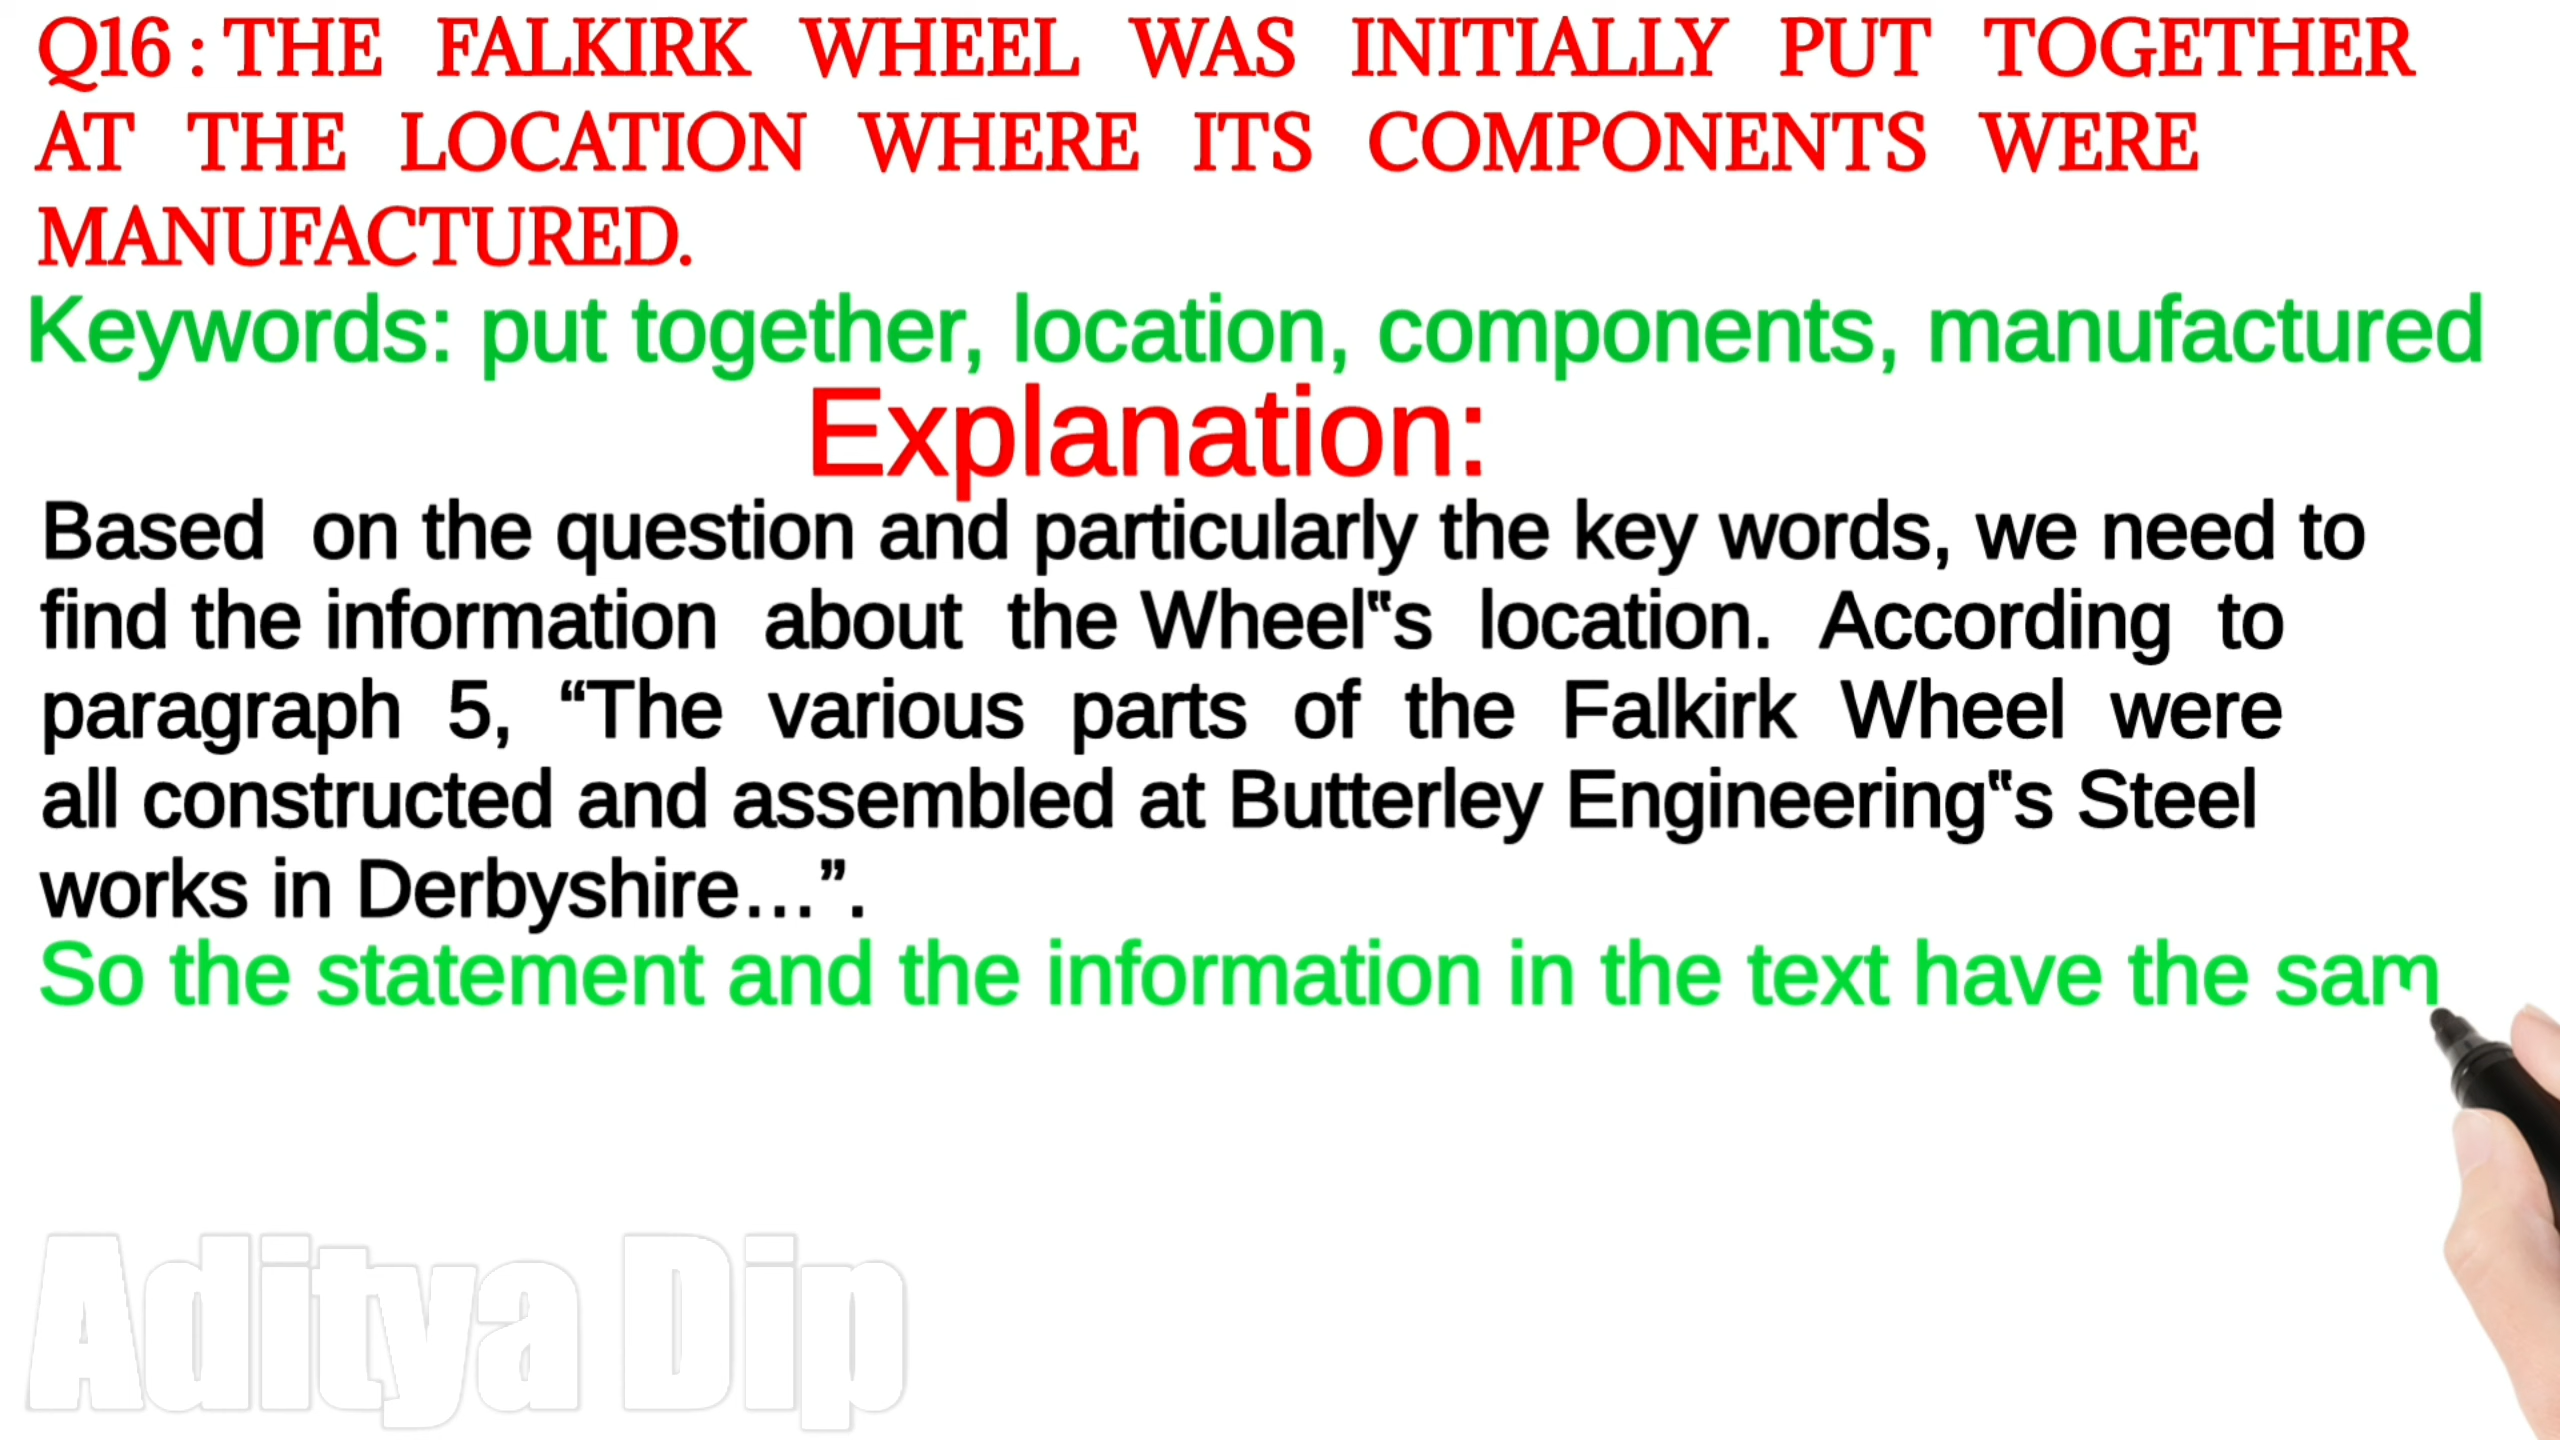 Q16 : THE FALKIRK WHEEL WAS INITIALLY PUT TOGETHER
AT THE LOCATION WHERE ITS COMPONENTS WERE
MANUFACTURED.
Keywords: put together, location, components, manufactured
Explanation:
Based on the question and particularly the key words, we need to
find the information about the Wheel‟s location. According to
paragraph 5, “The various parts of the Falkirk Wheel were
all constructed and assembled at Butterley Engineering‟s Steel
works in Derbyshire…”.
So the statement and the information in the text have the sam
Aditya Dip